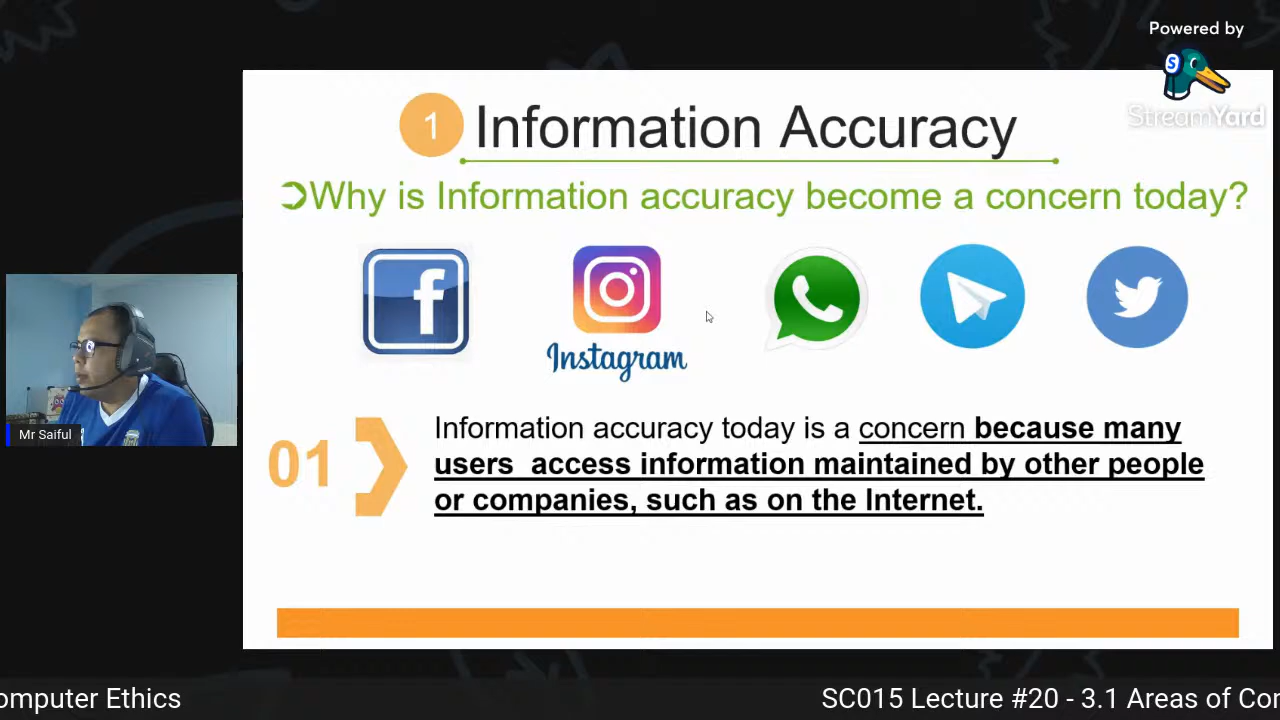 Powered by
StreamYard
1 Information Accuracy
Why is Information accuracy become a concern today?
Instagram
01
Information accuracy today is a concern because many
users access information maintained by other people
or companies, such as on the Internet.
Mr Saiful
omputer Ethics
SC015 Lecture #20 - 3.1 Areas of Cor